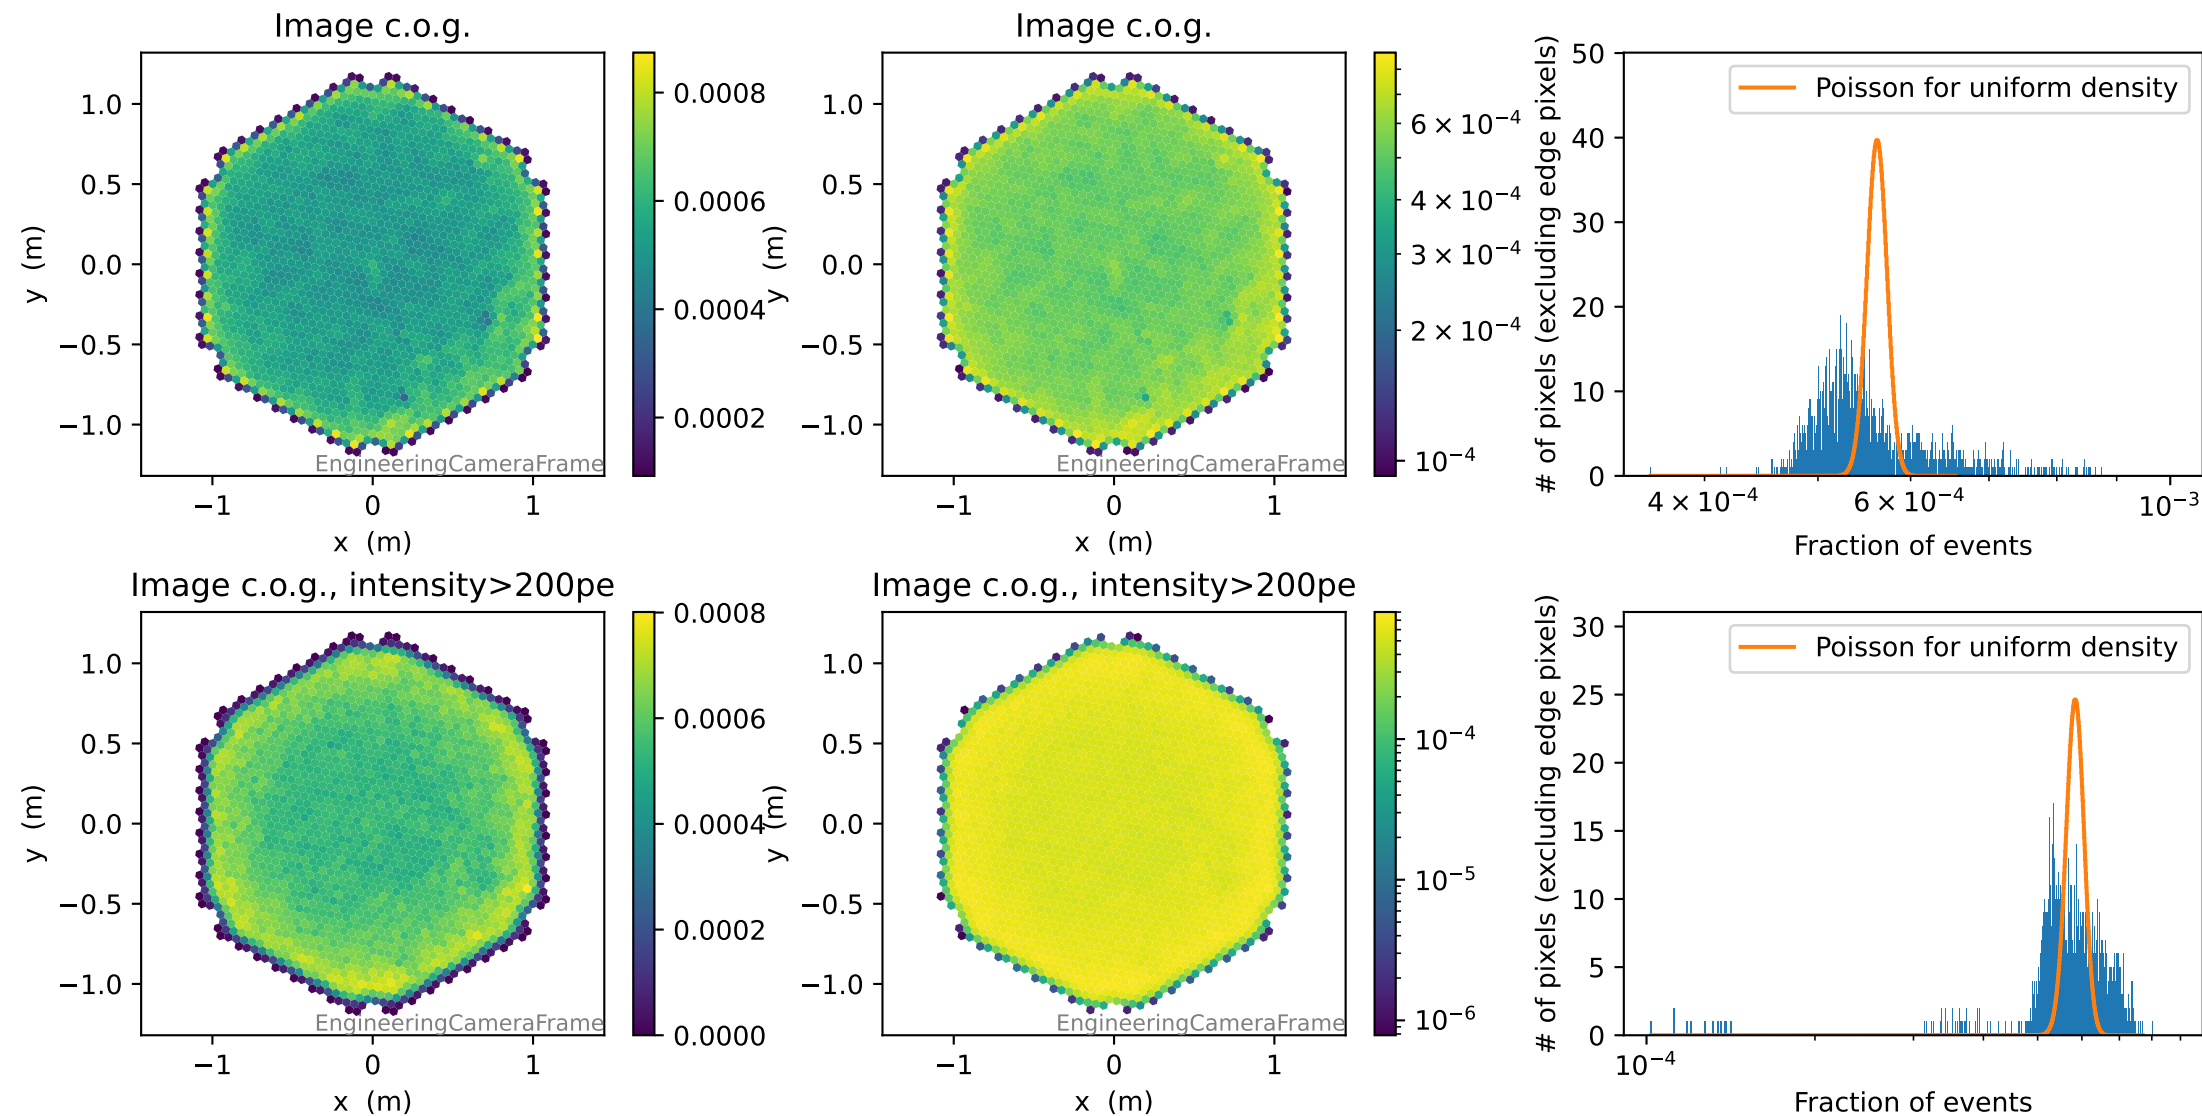 Image c.o.g.
1.0
0.5
0.0
−0.5
−1.0
y (m)
−1
0
1
x (m)
EngineeringCameraFrame
0.0008
0.0006
0.0004
0.0002
Image c.o.g.
1.0
0.5
0.0
−0.5
−1.0
y (m)
−1
0
1
x (m)
EngineeringCameraFrame
6 × 10⁻⁴
4 × 10⁻⁴
3 × 10⁻⁴
2 × 10⁻⁴
10⁻⁴
# of pixels (excluding edge pixels)
50
40
30
20
10
0
Poisson for uniform density
4 × 10⁻⁴
6 × 10⁻⁴
10⁻³
Fraction of events
Image c.o.g., intensity>200pe
1.0
0.5
0.0
−0.5
−1.0
y (m)
−1
0
1
x (m)
EngineeringCameraFrame
0.0008
0.0006
0.0004
0.0002
0.0000
Image c.o.g., intensity>200pe
1.0
0.5
0.0
−0.5
−1.0
y (m)
−1
0
1
x (m)
EngineeringCameraFrame
10⁻⁴
10⁻⁵
10⁻⁶
# of pixels (excluding edge pixels)
30
25
20
15
10
5
0
Poisson for uniform density
10⁻⁴
Fraction of events